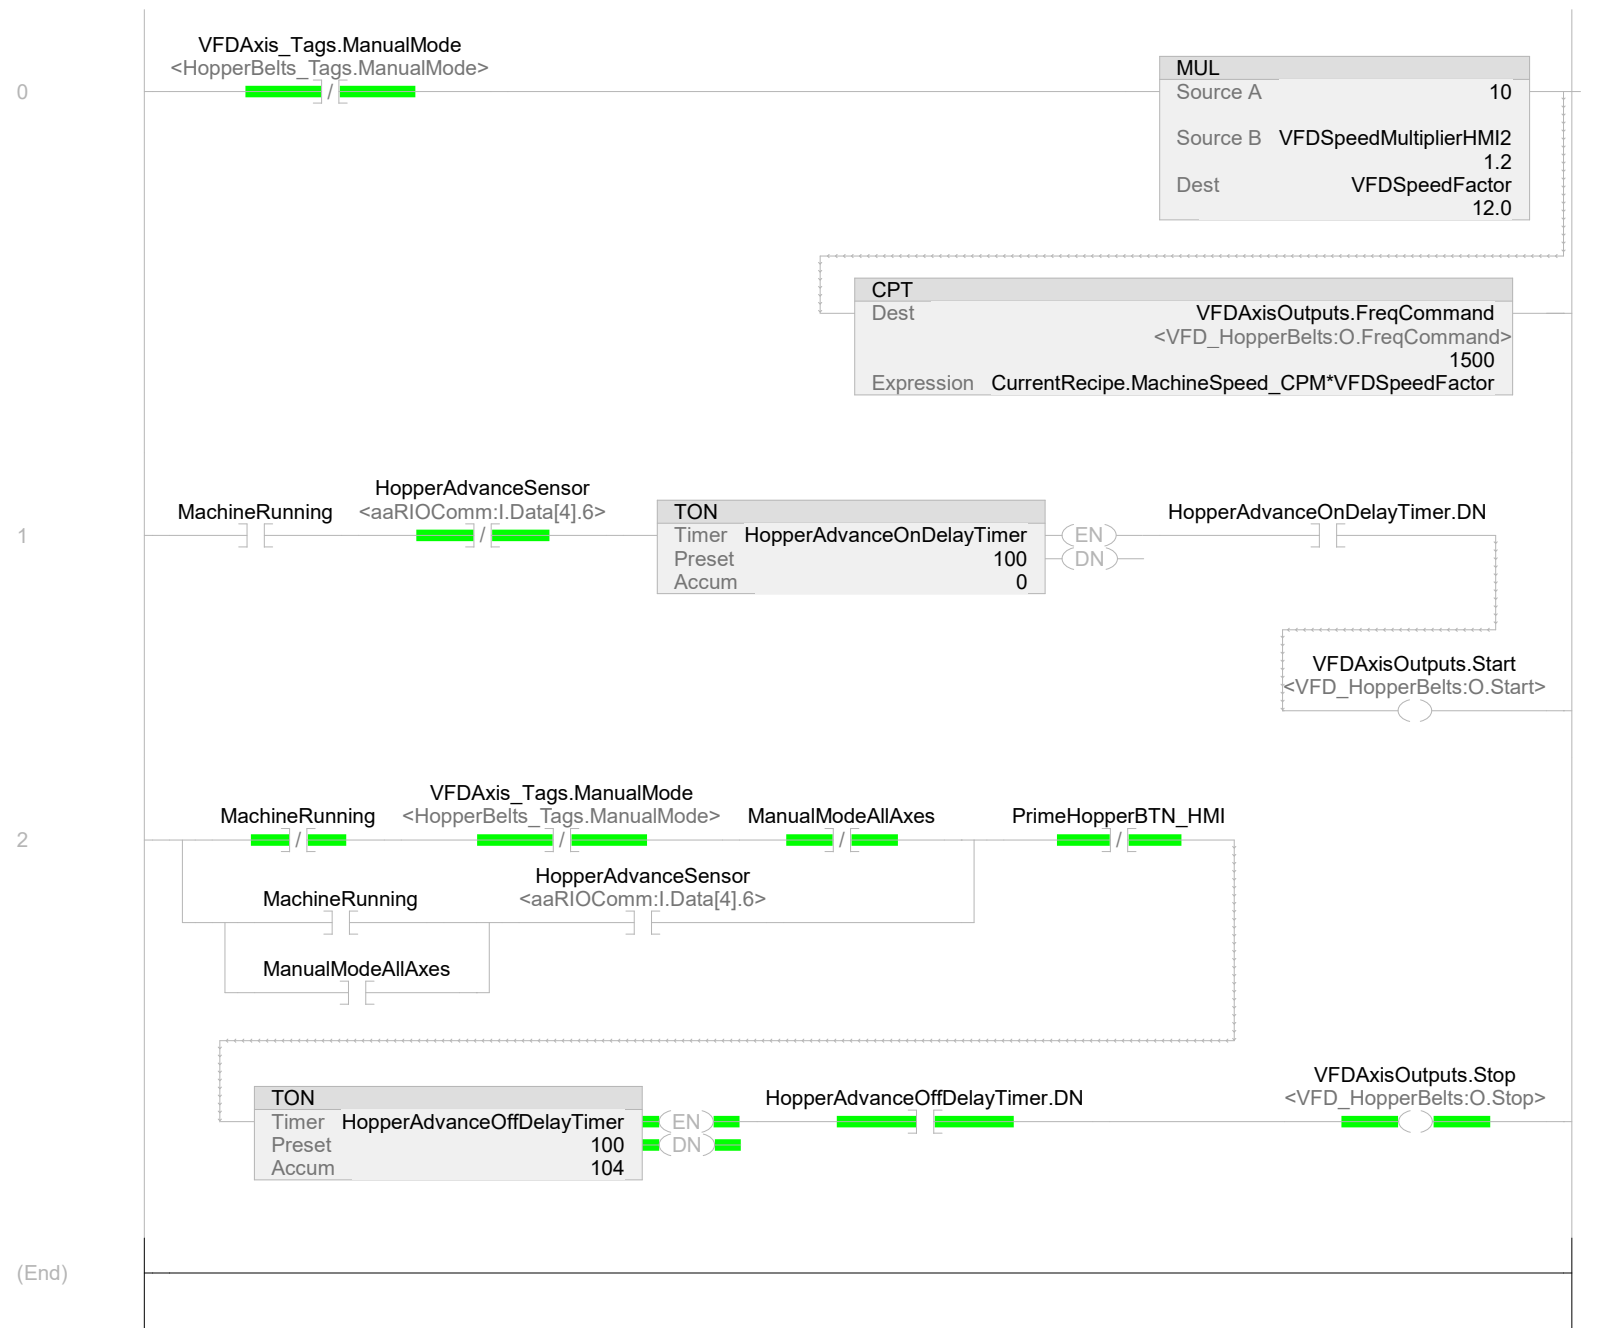 VFDAxis_Tags.ManualMode
<HopperBelts_Tags.ManualMode>
0
/
MUL
Source A 10
Source B VFDSpeedMultiplierHMI2
1.2
Dest VFDSpeedFactor
12.0
CPT
Dest VFDAxisOutputs.FreqCommand
<VFD_HopperBelts:O.FreqCommand>
1500
Expression CurrentRecipe.MachineSpeed_CPM*VFDSpeedFactor
1
MachineRunning
HopperAdvanceSensor
<aaRIOComm:I.Data[4].6>
/
TON
Timer HopperAdvanceOnDelayTimer
Preset 100
Accum 0
EN
DN
HopperAdvanceOnDelayTimer.DN
VFDAxisOutputs.Start
<VFD_HopperBelts:O.Start>
2
MachineRunning
/
VFDAxis_Tags.ManualMode
<HopperBelts_Tags.ManualMode>
/
ManualModeAllAxes
/
PrimeHopperBTN_HMI
/
MachineRunning
HopperAdvanceSensor
<aaRIOComm:I.Data[4].6>
ManualModeAllAxes
TON
Timer HopperAdvanceOffDelayTimer
Preset 100
Accum 104
EN
DN
HopperAdvanceOffDelayTimer.DN
VFDAxisOutputs.Stop
<VFD_HopperBelts:O.Stop>
(End)